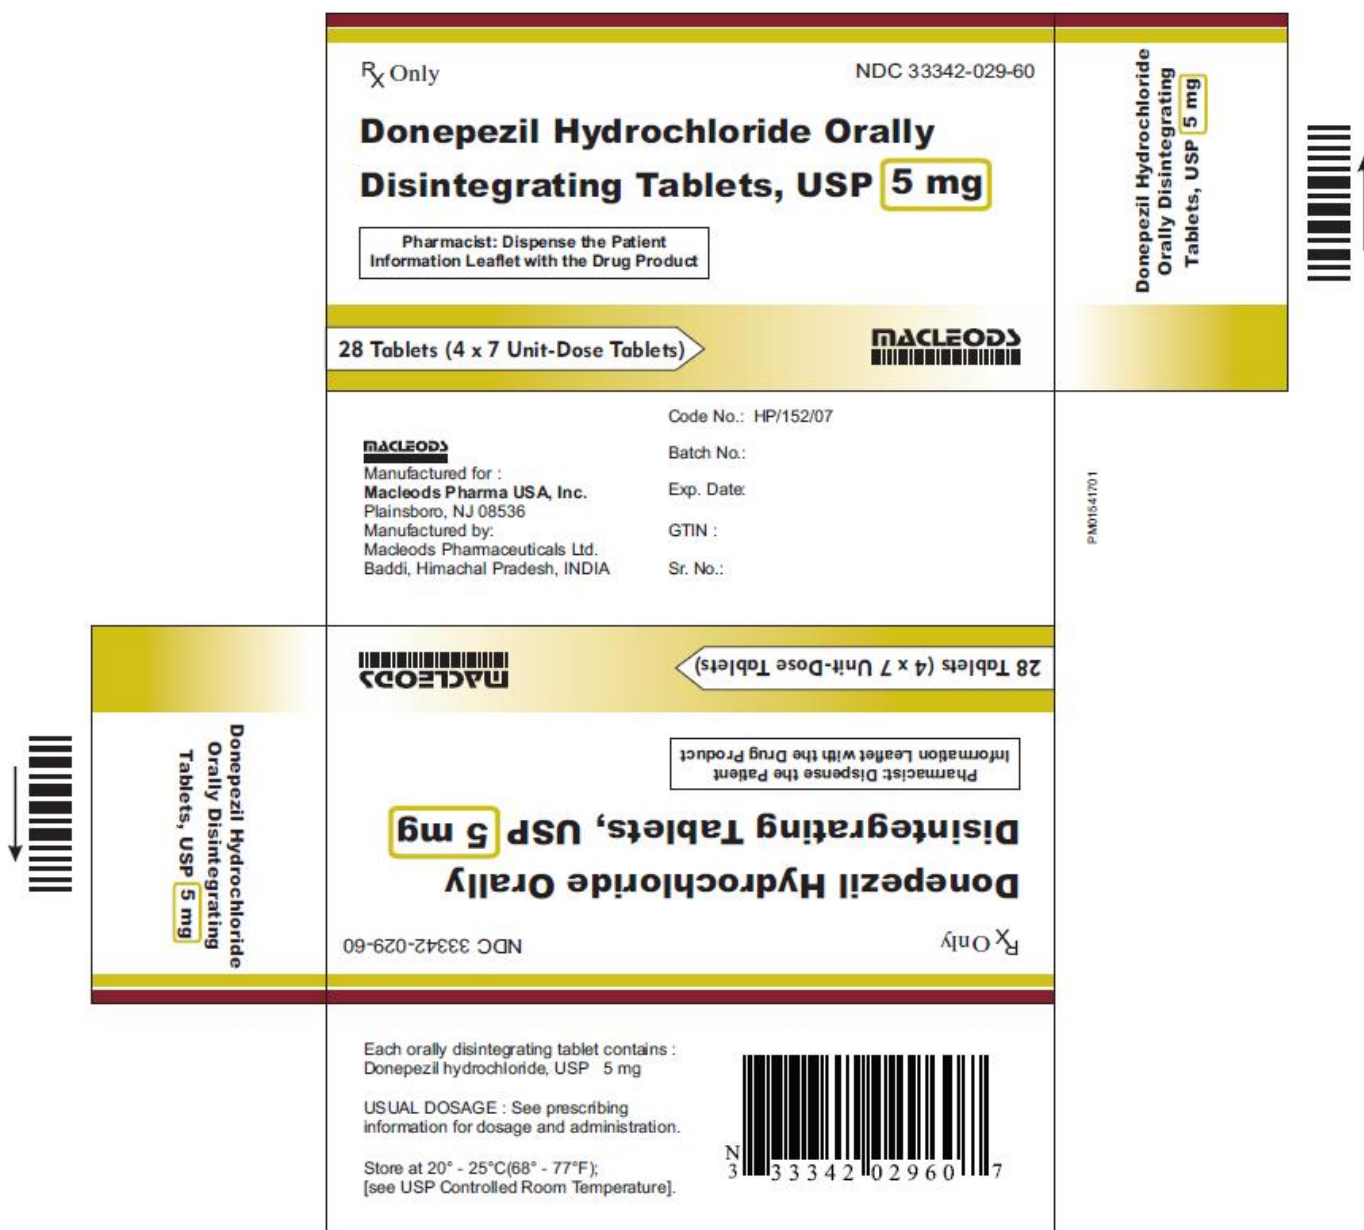 Rx Only
NDC 33342-029-60
Donepezil Hydrochloride Orally
Disintegrating Tablets, USP 5 mg
Pharmacist: Dispense the Patient
Information Leaflet with the Drug Product
28 Tablets (4 x 7 Unit-Dose Tablets)
MACLEODS
Donepezil Hydrochloride
Orally Disintegrating
Tablets, USP 5 mg
MACLEODS
Manufactured for :
Macleods Pharma USA, Inc.
Plainsboro, NJ 08536
Manufactured by:
Macleods Pharmaceuticals Ltd.
Baddi, Himachal Pradesh, INDIA
Code No.: HP/152/07
Batch No.:
Exp. Date:
GTIN :
Sr. No.:
PM01541701
Rx Only
NDC 33342-029-60
Donepezil Hydrochloride Orally
Disintegrating Tablets, USP 5 mg
Pharmacist: Dispense the Patient
Information Leaflet with the Drug Product
28 Tablets (4 x 7 Unit-Dose Tablets)
MACLEODS
Donepezil Hydrochloride
Orally Disintegrating
Tablets, USP 5 mg
Each orally disintegrating tablet contains :
Donepezil hydrochloride, USP 5 mg
USUAL DOSAGE : See prescribing
information for dosage and administration.
Store at 20° - 25°C(68° - 77°F);
[see USP Controlled Room Temperature].
N
3 33342 02960 7